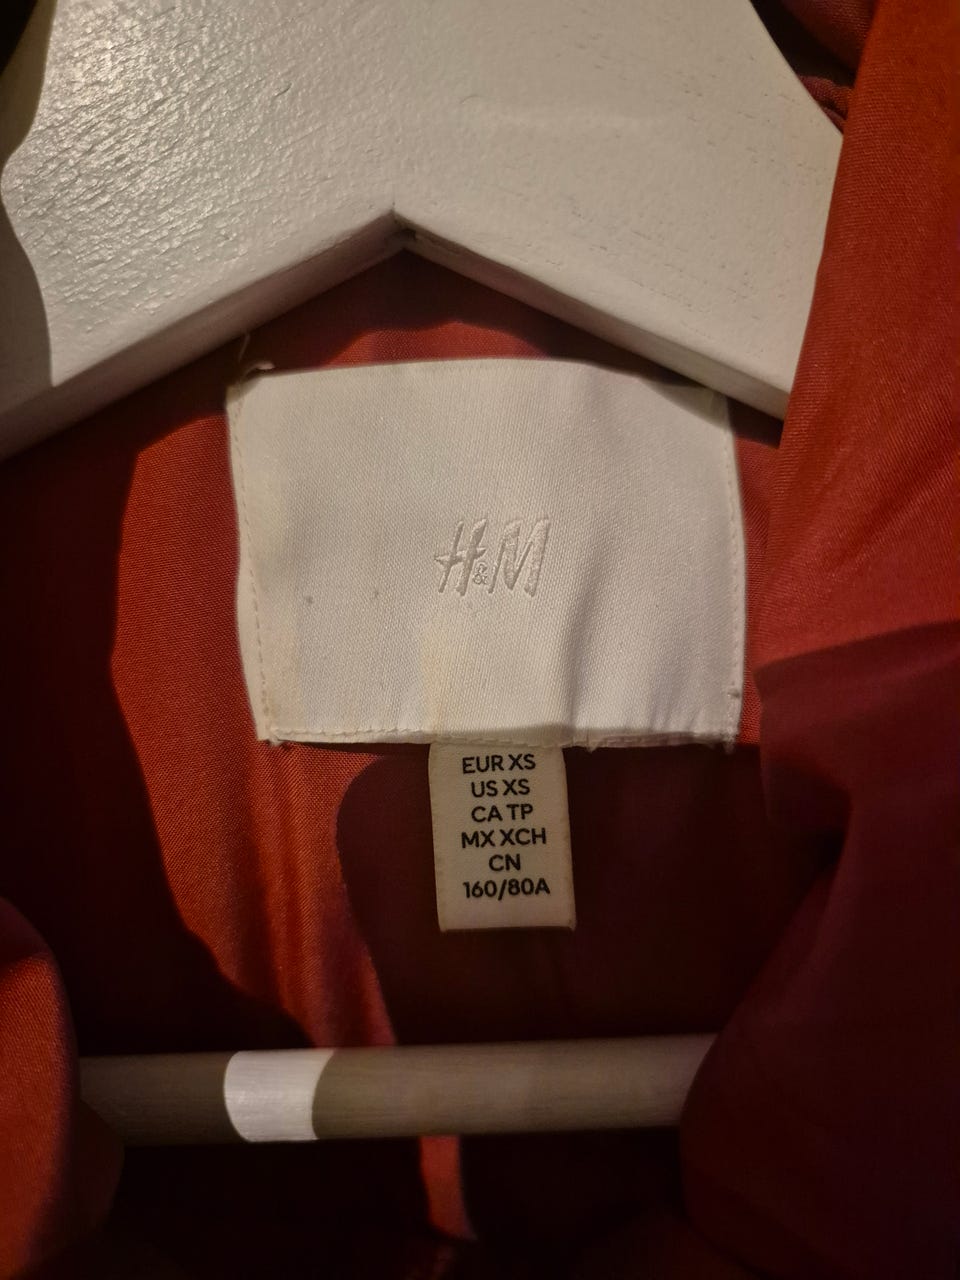 H&M
EUR XS
US XS
CA TP
MX XCH
CN
160/80A